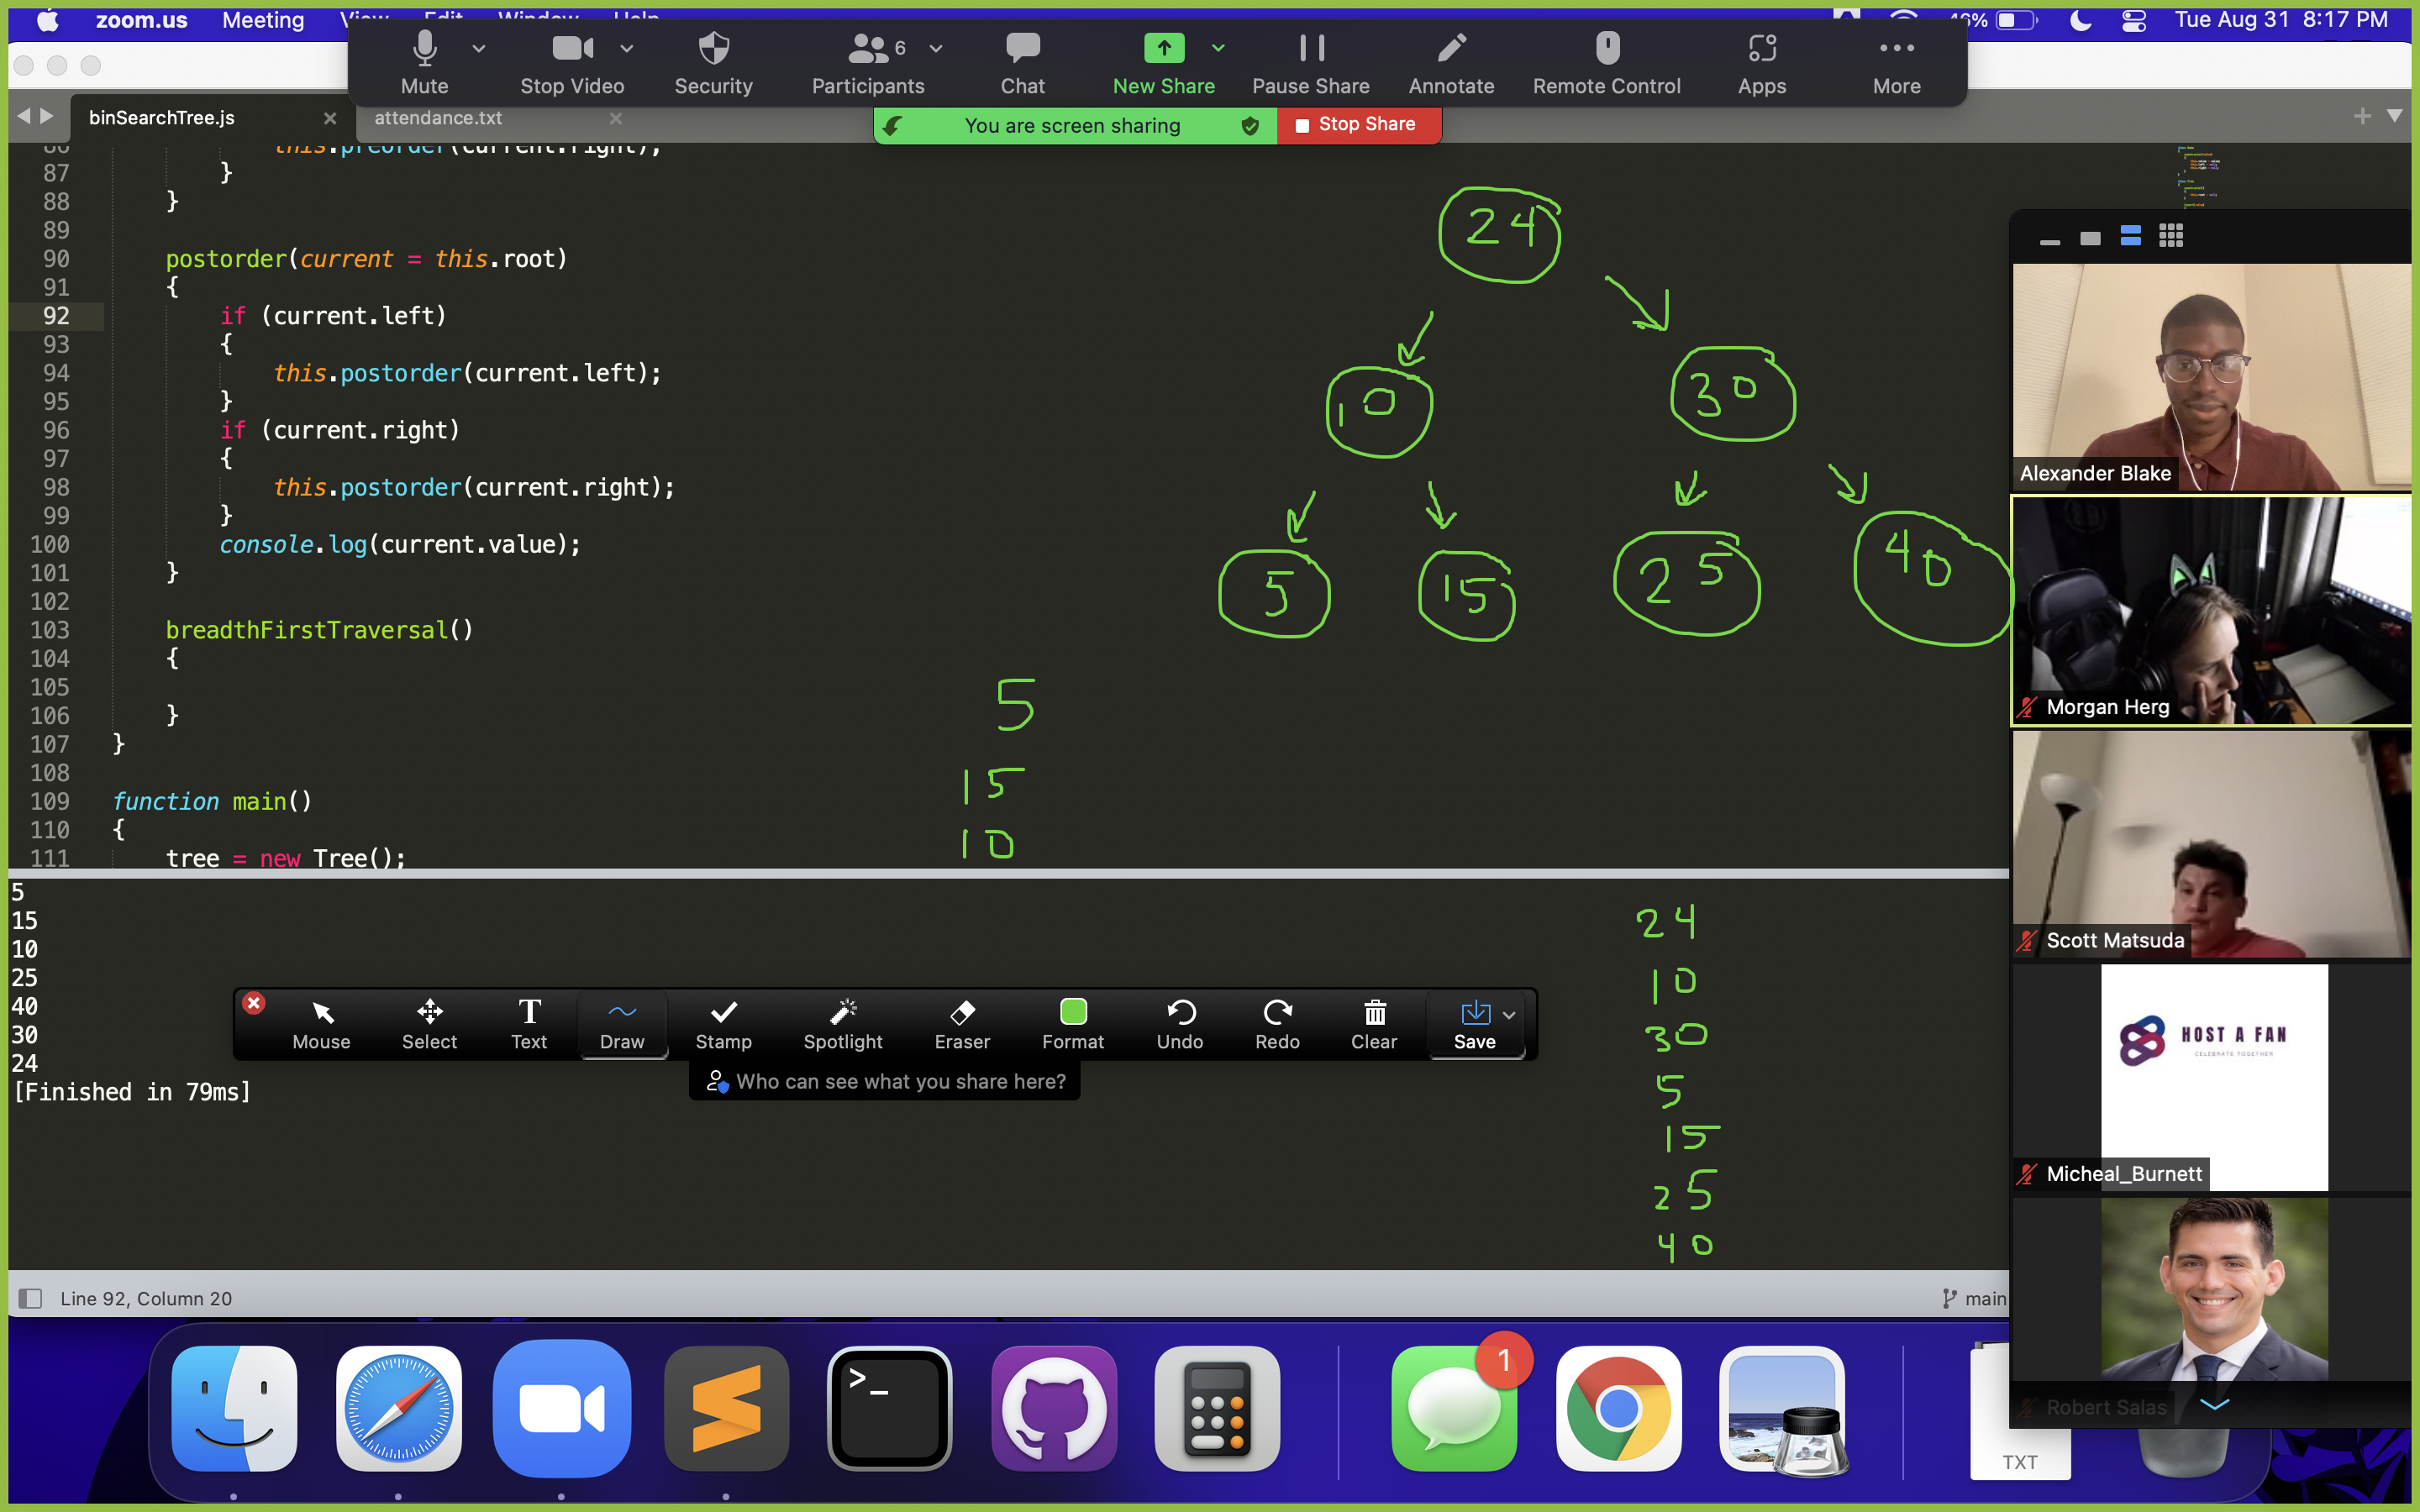 zoom.us Meeting View Edit Window Help
46% Tue Aug 31 8:17 PM
Mute Stop Video Security Participants 6 Chat New Share Pause Share Annotate Remote Control Apps More
You are screen sharing Stop Share
binSearchTree.js attendance.txt
86 this.preorder(current.right);
87 }
88 }
89
90 postorder(current = this.root)
91 {
92 if (current.left)
93 {
94 this.postorder(current.left);
95 }
96 if (current.right)
97 {
98 this.postorder(current.right);
99 }
100 console.log(current.value);
101 }
102
103 breadthFirstTraversal()
104 {
105
106 }
107 }
108
109 function main()
110 {
111 tree = new Tree();
24
10 30
5 15 25 40
5
15
10
5
15
10
25
40
30
24
[Finished in 79ms]
Mouse Select Text Draw Stamp Spotlight Eraser Format Undo Redo Clear Save
Who can see what you share here?
24
10
30
5
15
25
40
Alexander Blake
Morgan Herg
Scott Matsuda
HOST A FAN
CELEBRATE TOGETHER
Micheal_Burnett
Robert Salas
Line 92, Column 20 main
1
TXT